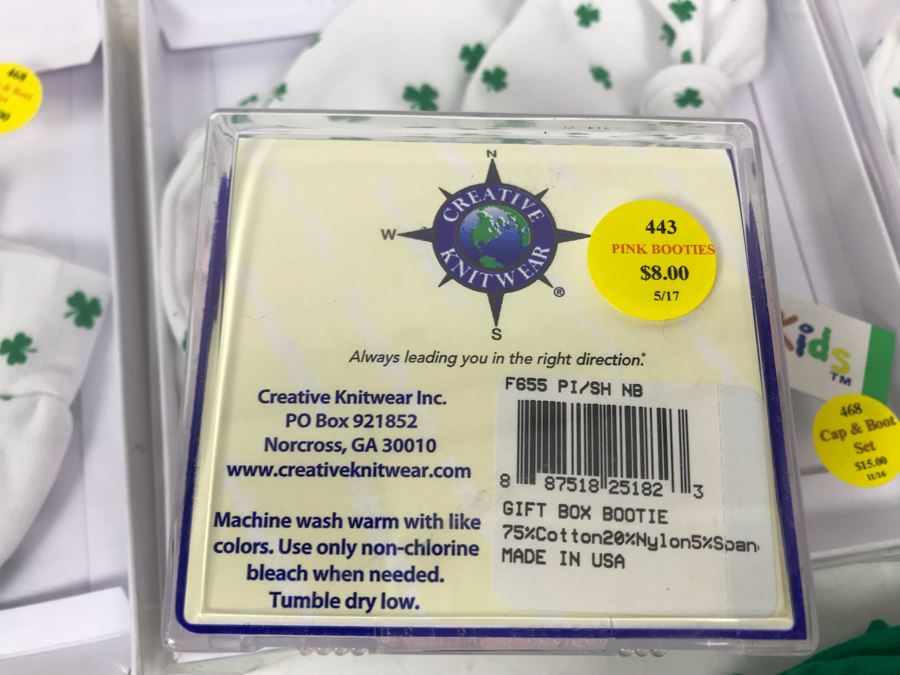 N
CREATIVE
KNITWEAR
W
S
®
Always leading you in the right direction.
Creative Knitwear Inc.
PO Box 921852
Norcross, GA 30010
www.creativeknitwear.com
Machine wash warm with like
colors. Use only non-chlorine
bleach when needed.
Tumble dry low.
443
PINK BOOTIES
$8.00
5/17
F655 PI/SH NB
8 87518 25182 3
GIFT BOX BOOTIE
75%Cotton20%Nylon5%Span
MADE IN USA
Kids
TM
468
Cap & Boot
Set
$15.00
11/16
468